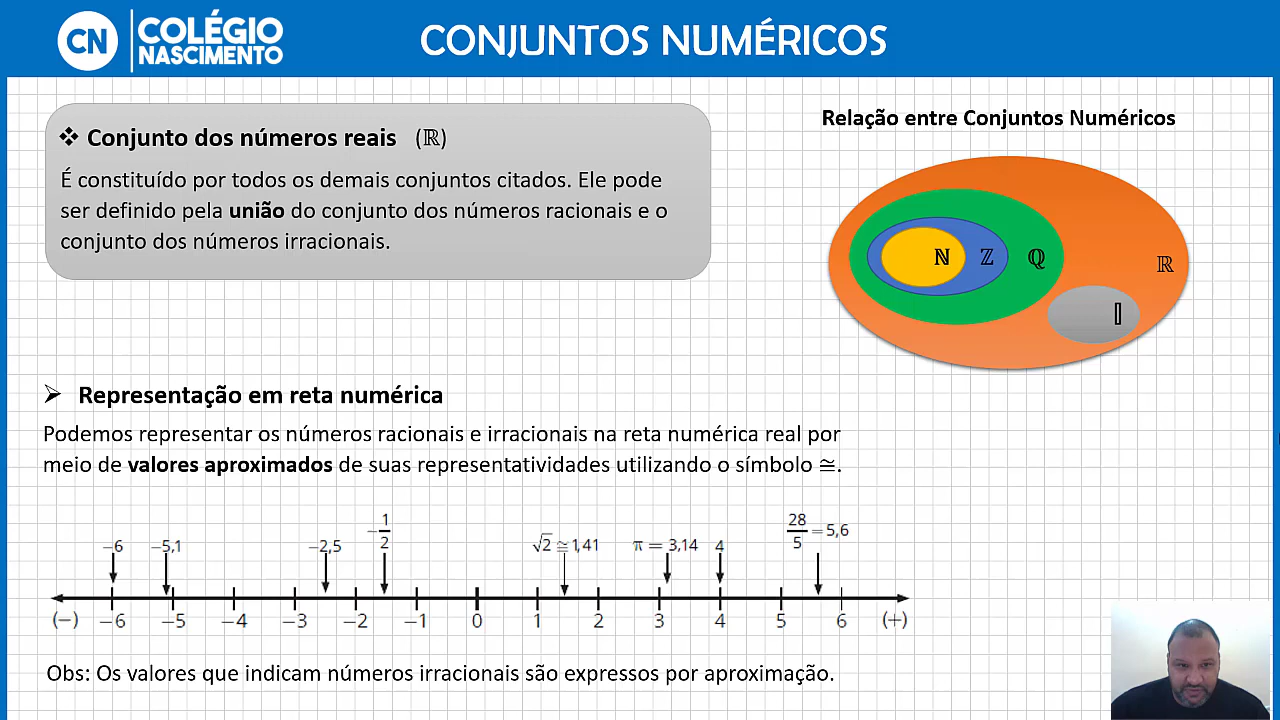 CN
COLÉGIO
NASCIMENTO
CONJUNTOS NUMÉRICOS
❖ Conjunto dos números reais (ℝ)
É constituído por todos os demais conjuntos citados. Ele pode
ser definido pela união do conjunto dos números racionais e o
conjunto dos números irracionais.
Relação entre Conjuntos Numéricos
ℕ ℤ ℚ ℝ
𝕀
➢ Representação em reta numérica
Podemos representar os números racionais e irracionais na reta numérica real por
meio de valores aproximados de suas representatividades utilizando o símbolo ≅.
−6 −5,1 −2,5 −1/2 √2 ≅ 1,41 π = 3,14 4 28/5 = 5,6
(−) −6 −5 −4 −3 −2 −1 0 1 2 3 4 5 6 (+)
Obs: Os valores que indicam números irracionais são expressos por aproximação.